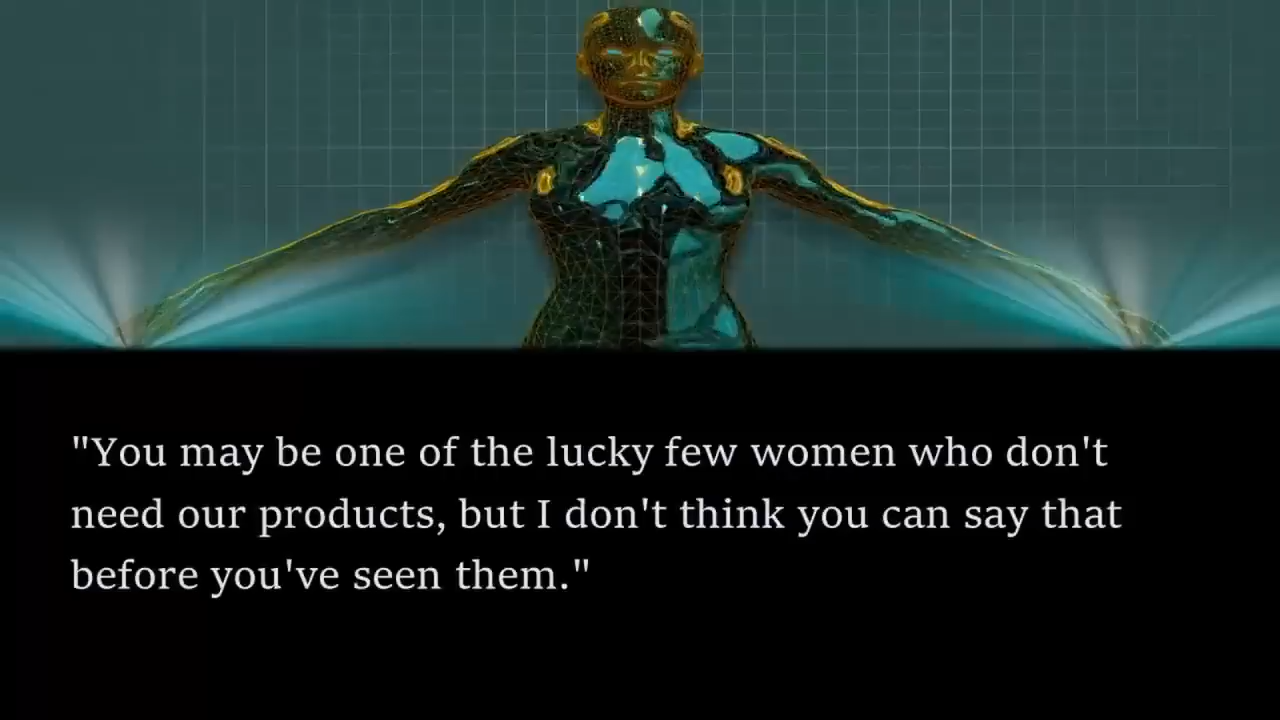 "You may be one of the lucky few women who don't
need our products, but I don't think you can say that
before you've seen them."